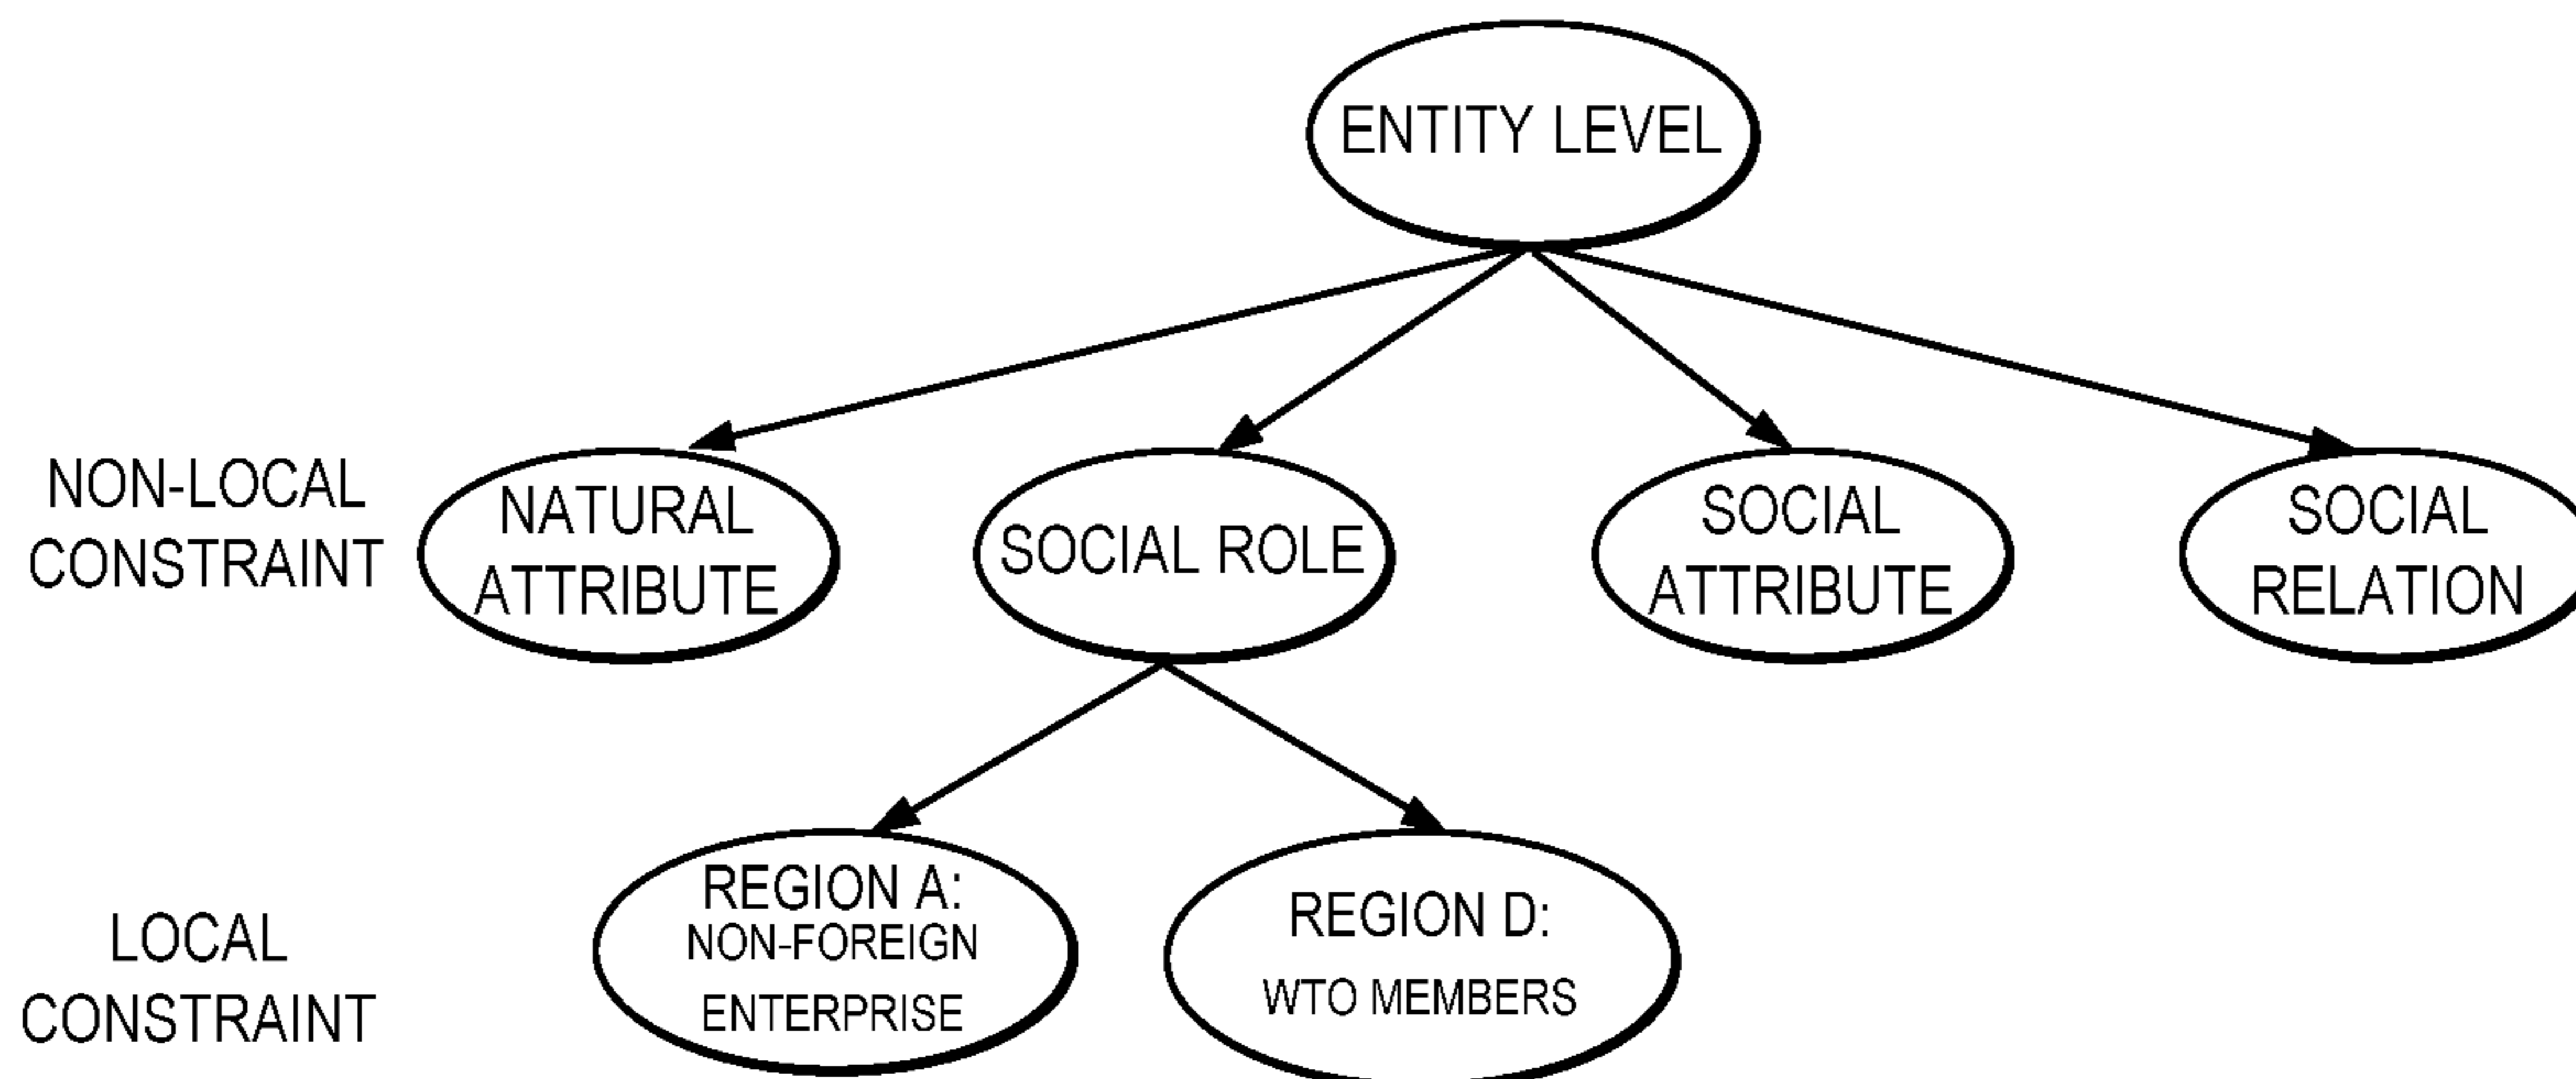 ENTITY LEVEL
NON-LOCAL
CONSTRAINT
NATURAL
ATTRIBUTE
SOCIAL ROLE
SOCIAL
ATTRIBUTE
SOCIAL
RELATION
LOCAL
CONSTRAINT
REGION A:
NON-FOREIGN
ENTERPRISE
REGION D:
WTO MEMBERS